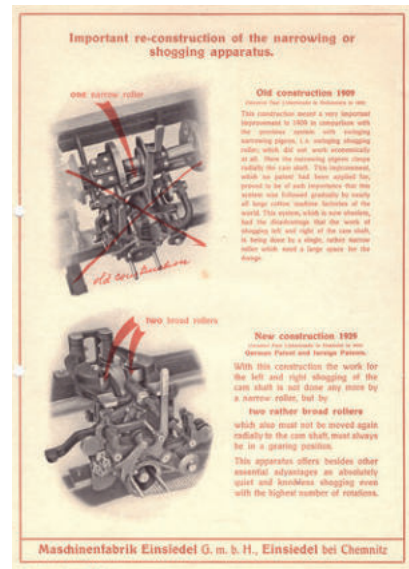 Important re-construction of the narrowing or
shogging apparatus.
ONE narrow roller
Old construction 1909
This construction meant a very important
improvement in 1909 in comparison with
the previous system with swinging
narrowing pigeon, i.e. swinging shogging
roller, which did not work economically
at all. Here the narrowing pigeon clasps
radially the cam shaft. This improvement,
which no patent had been applied for,
proved to be of such importance that this
system was followed gradually by nearly
all large cotton machine factories of the
world. This system, which is now obsolete,
had the disadvantage that the work of
shogging left and right of the cam shaft,
is being done by a single, rather narrow
roller which need a large space for the
old construction
TWO broad rollers
New construction 1929
German Patent and foreign Patents.
With this construction the work for
the left and right shogging of the
cam shaft is not done any more by
a narrow roller, but by
two rather broad rollers
which also must not be moved again
radially to the cam shaft, must always
be in a gearing position.
This apparatus offers besides other
essential advantages an absolutely
quiet and knockless shogging even
with the highest number of rotations.
Maschinenfabrik Einsiedel G. m. b. H., Einsiedel bei Chemnitz